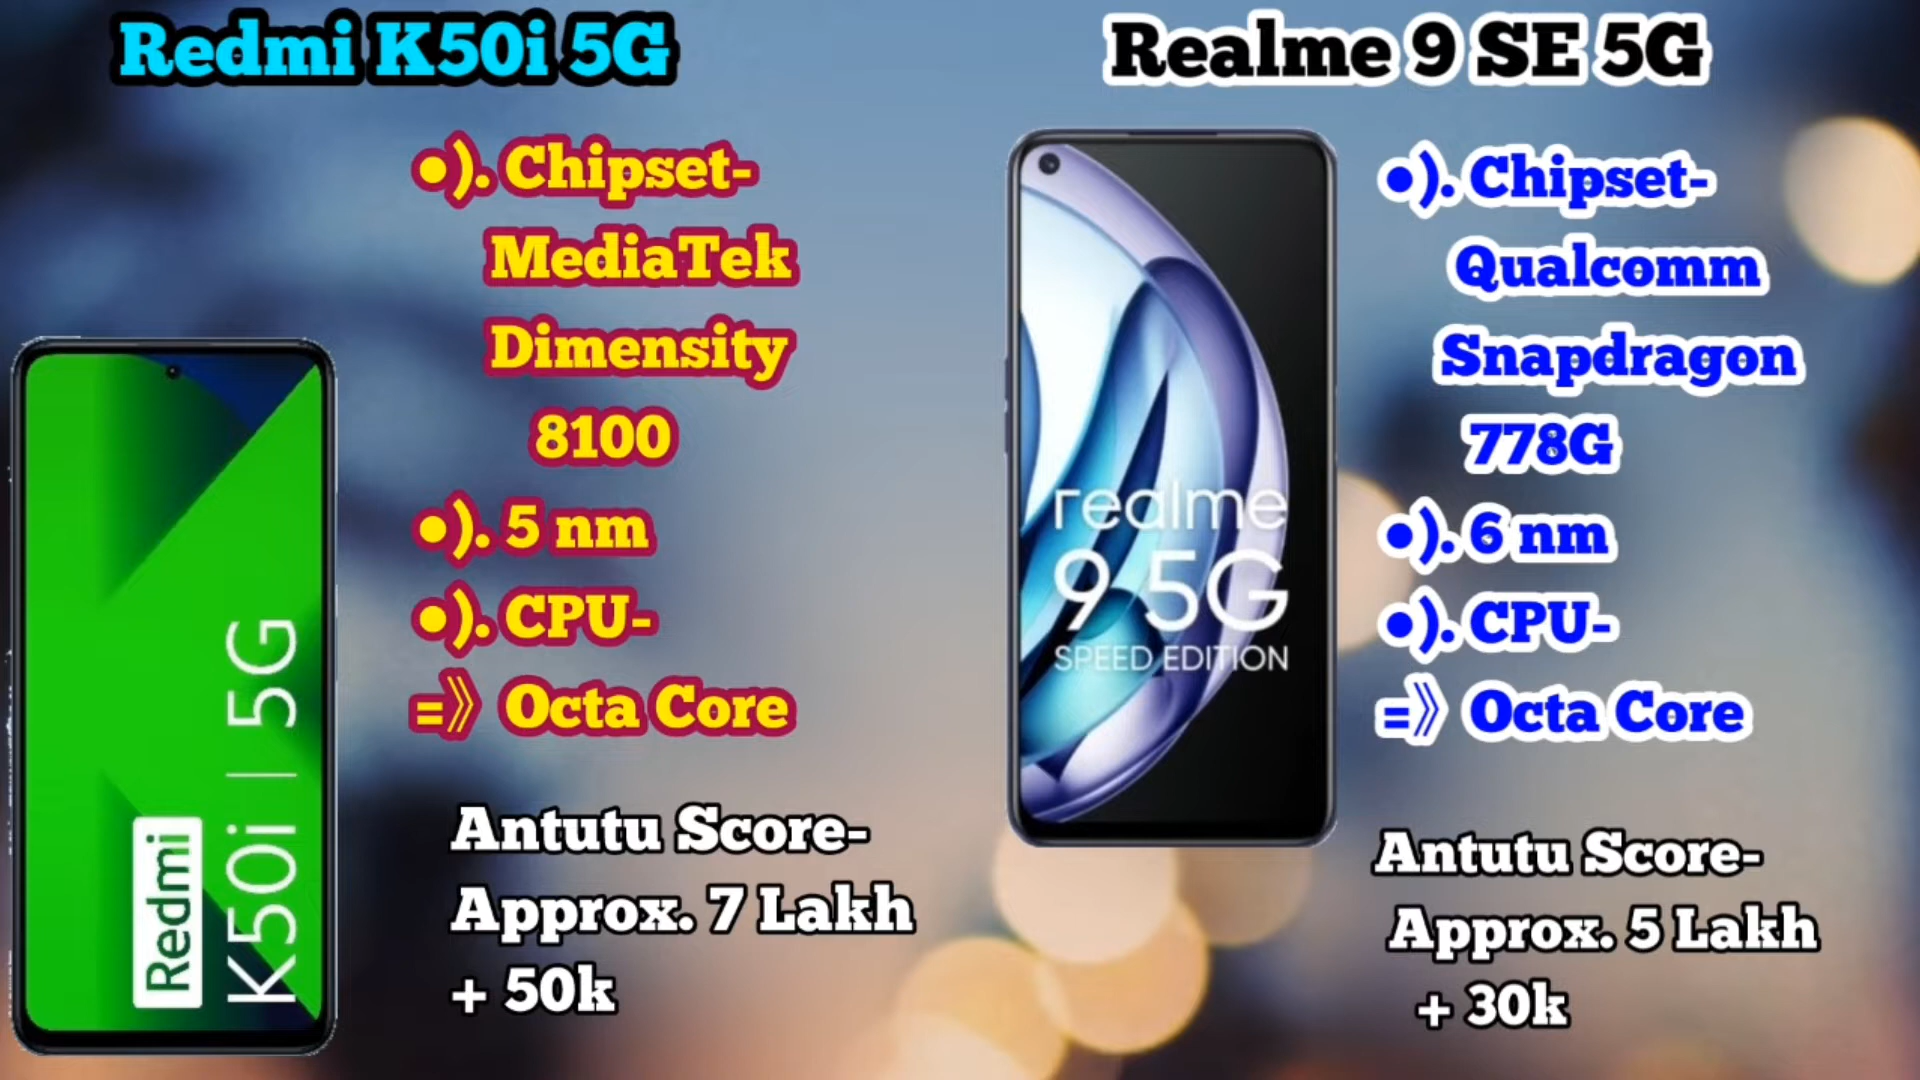 Redmi K50i 5G
●). Chipset-
MediaTek
Dimensity
8100
●). 5 nm
●). CPU-
=》 Octa Core
Antutu Score-
Approx. 7 Lakh
+ 50k
Redmi
K50i | 5G
Realme 9 SE 5G
realme
9 5G
SPEED EDITION
●). Chipset-
Qualcomm
Snapdragon
778G
●). 6 nm
●). CPU-
=》 Octa Core
Antutu Score-
Approx. 5 Lakh
+ 30k